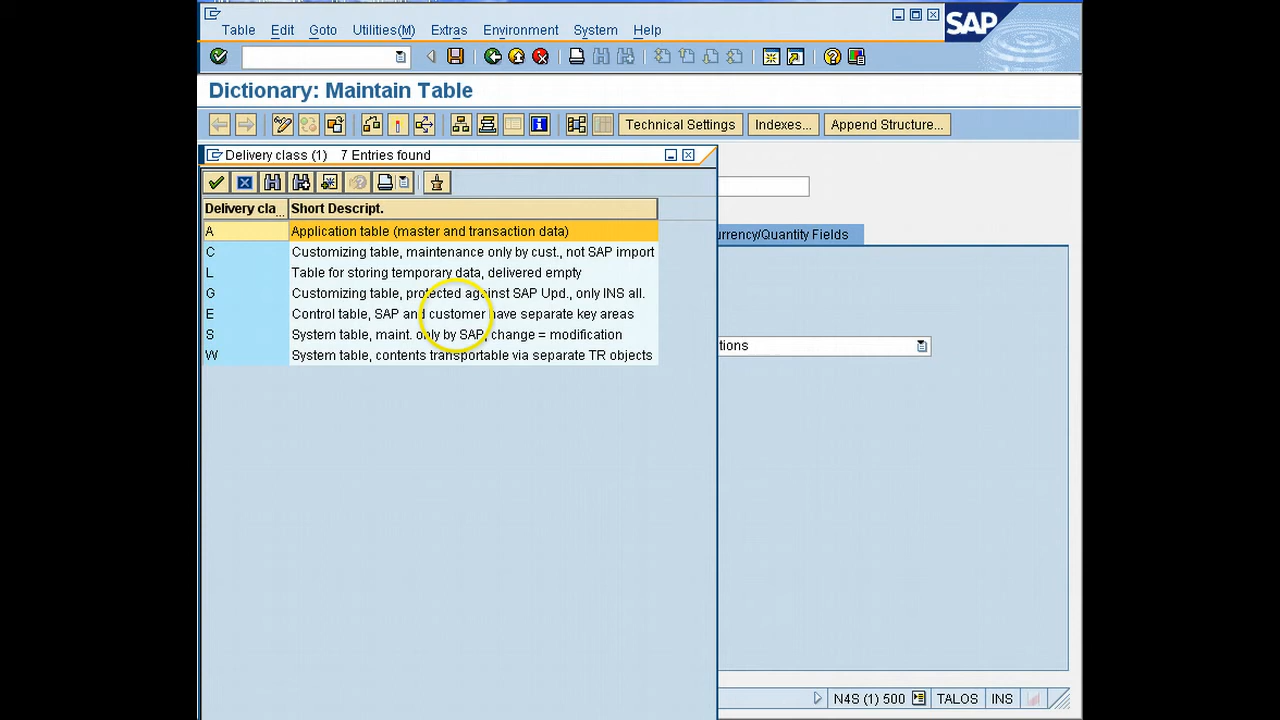 Table Edit Goto Utilities(M) Extras Environment System Help
SAP
Dictionary: Maintain Table
Technical Settings Indexes... Append Structure...
Delivery class (1) 7 Entries found
Delivery cla... Short Descript.
urrency/Quantity Fields
A Application table (master and transaction data)
C Customizing table, maintenance only by cust., not SAP import
L Table for storing temporary data, delivered empty
G Customizing table, protected against SAP Upd., only INS all.
E Control table, SAP and customer have separate key areas
S System table, maint. only by SAP, change = modification
tions
W System table, contents transportable via separate TR objects
N4S (1) 500 TALOS INS